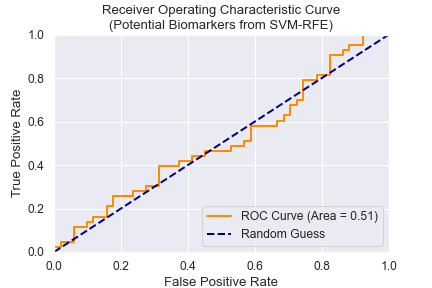 Receiver Operating Characteristic Curve
(Potential Biomarkers from SVM-RFE)
True Positive Rate
1.0
0.8
0.6
0.4
0.2
0.0
ROC Curve (Area = 0.51)
Random Guess
0.0 0.2 0.4 0.6 0.8 1.0
False Positive Rate